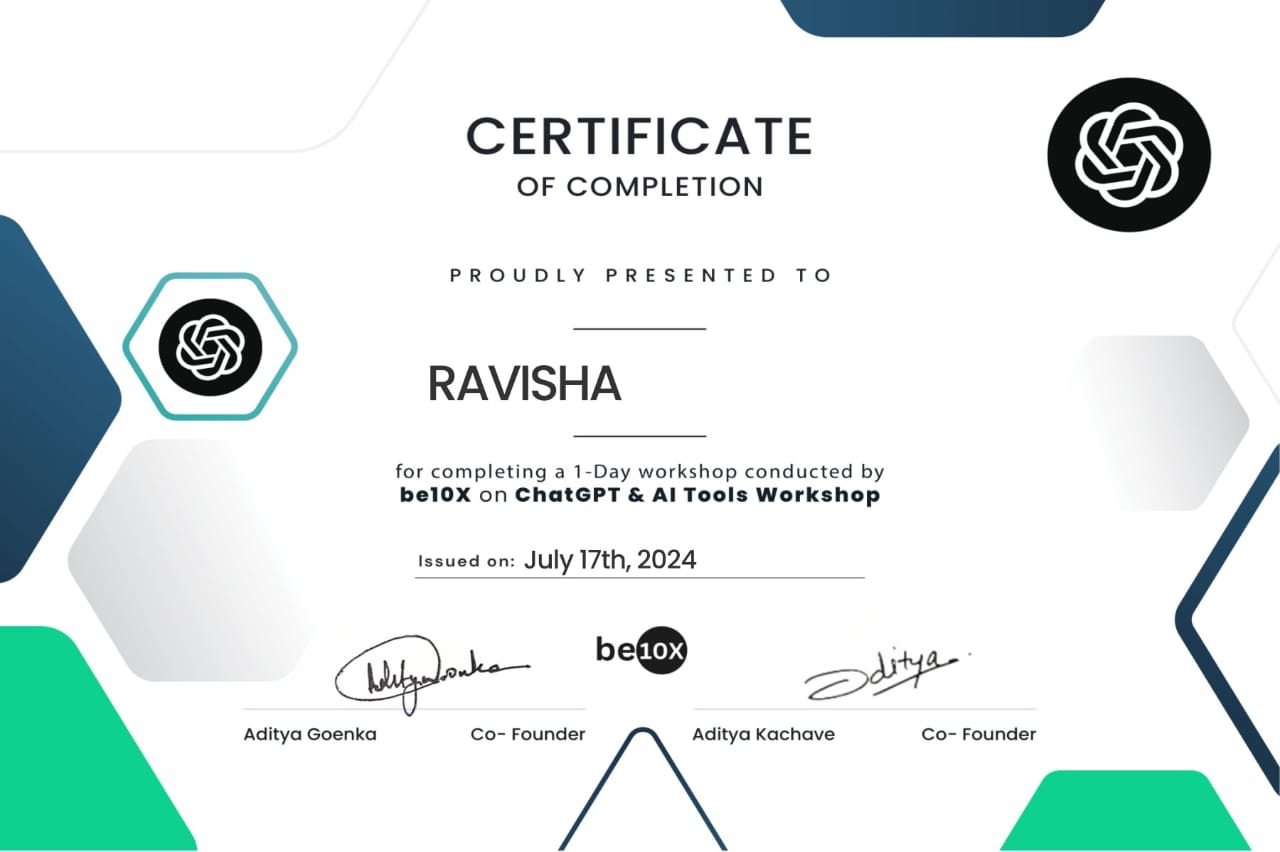 CERTIFICATE
OF COMPLETION
PROUDLY PRESENTED TO
RAVISHA
for completing a 1-Day workshop conducted by
be10X on ChatGPT & AI Tools Workshop
Issued on: July 17th, 2024
be10X
Aditya
Aditya Goenka Co- Founder
Aditya Kachave Co- Founder